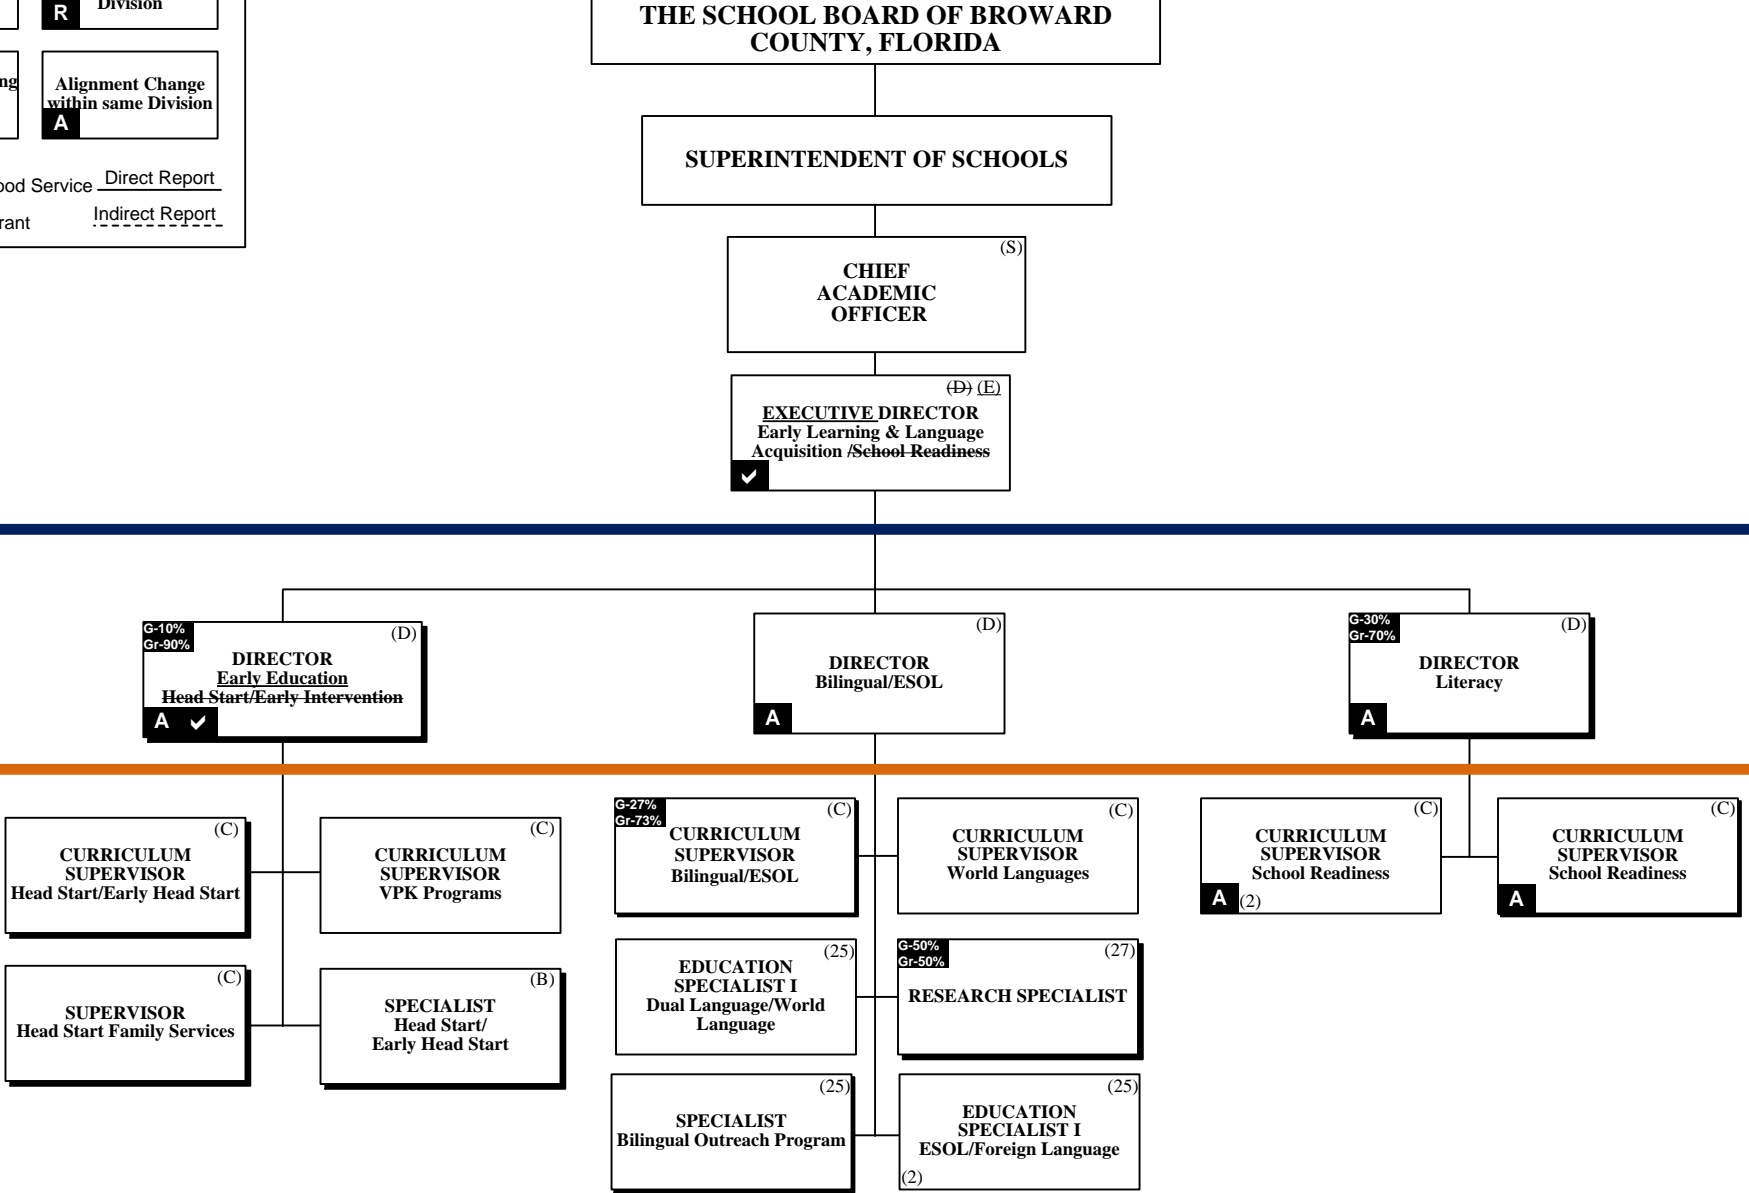 Division
R
ng
Alignment Change
within same Division
A
ood Service
Direct Report
rant
Indirect Report
THE SCHOOL BOARD OF BROWARD
COUNTY, FLORIDA
SUPERINTENDENT OF SCHOOLS
(S)
CHIEF
ACADEMIC
OFFICER
(D) (E)
EXECUTIVE DIRECTOR
Early Learning & Language
Acquisition /School Readiness
G-10%
Gr-90%
(D)
DIRECTOR
Early Education
Head Start/Early Intervention
A
(D)
DIRECTOR
Bilingual/ESOL
A
G-30%
Gr-70%
(D)
DIRECTOR
Literacy
A
(C)
CURRICULUM
SUPERVISOR
Head Start/Early Head Start
(C)
CURRICULUM
SUPERVISOR
VPK Programs
(C)
SUPERVISOR
Head Start Family Services
(B)
SPECIALIST
Head Start/
Early Head Start
G-27%
Gr-73%
(C)
CURRICULUM
SUPERVISOR
Bilingual/ESOL
(C)
CURRICULUM
SUPERVISOR
World Languages
(25)
EDUCATION
SPECIALIST I
Dual Language/World
Language
G-50%
Gr-50%
(27)
RESEARCH SPECIALIST
(25)
SPECIALIST
Bilingual Outreach Program
(25)
EDUCATION
SPECIALIST I
ESOL/Foreign Language
(2)
(C)
CURRICULUM
SUPERVISOR
School Readiness
A
(2)
(C)
CURRICULUM
SUPERVISOR
School Readiness
A